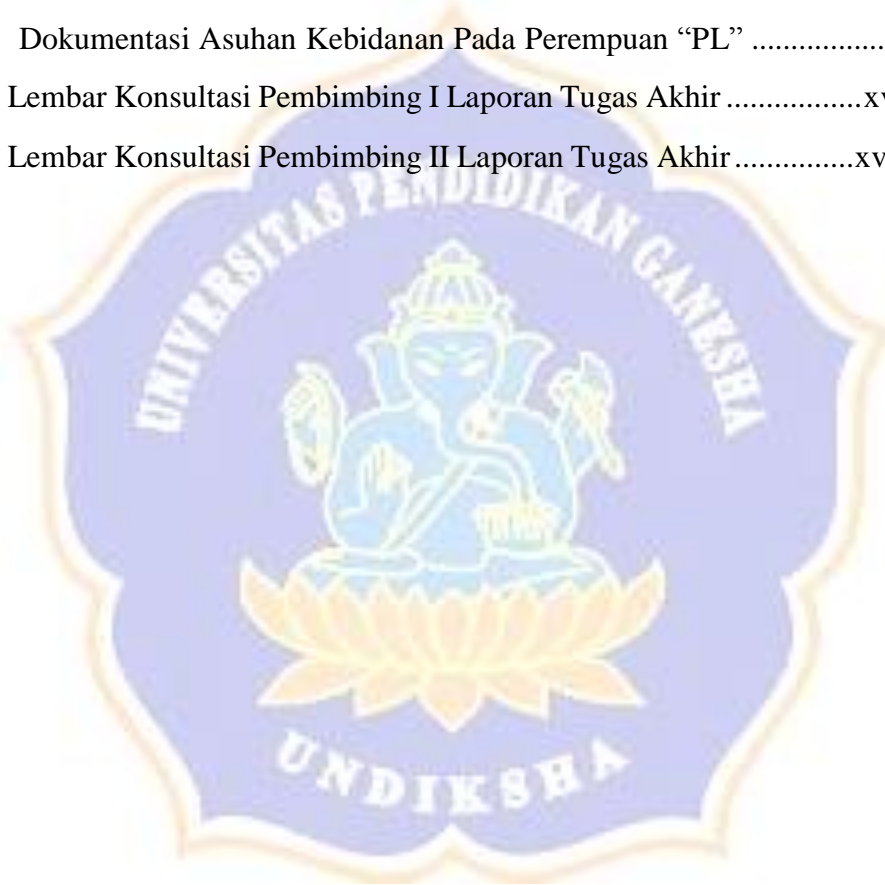 Dokumentasi Asuhan Kebidanan Pada Perempuan “PL” .................
Lembar Konsultasi Pembimbing I Laporan Tugas Akhir .................xv
Lembar Konsultasi Pembimbing II Laporan Tugas Akhir ...............xv
UNIVERSITAS PENDIDIKAN GANESHA
UNDIKSHA